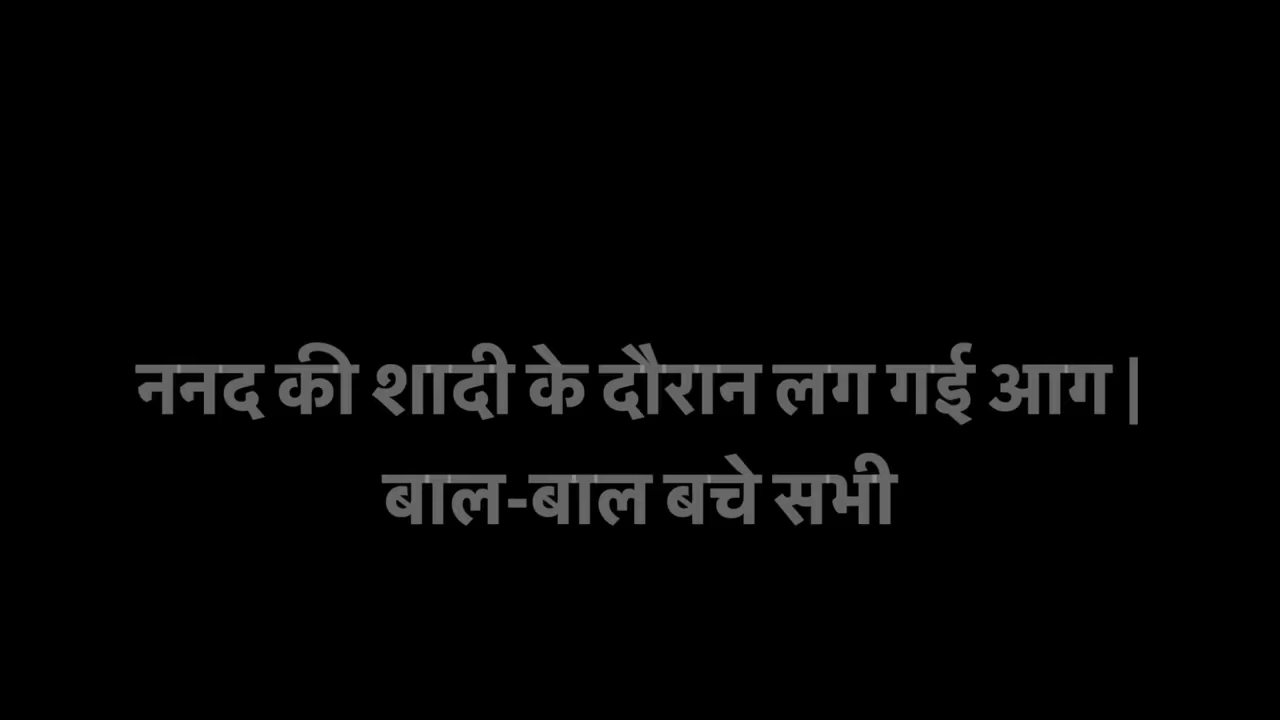 ननद की शादी के दौरान लग गई आग |
बाल-बाल बचे सभी